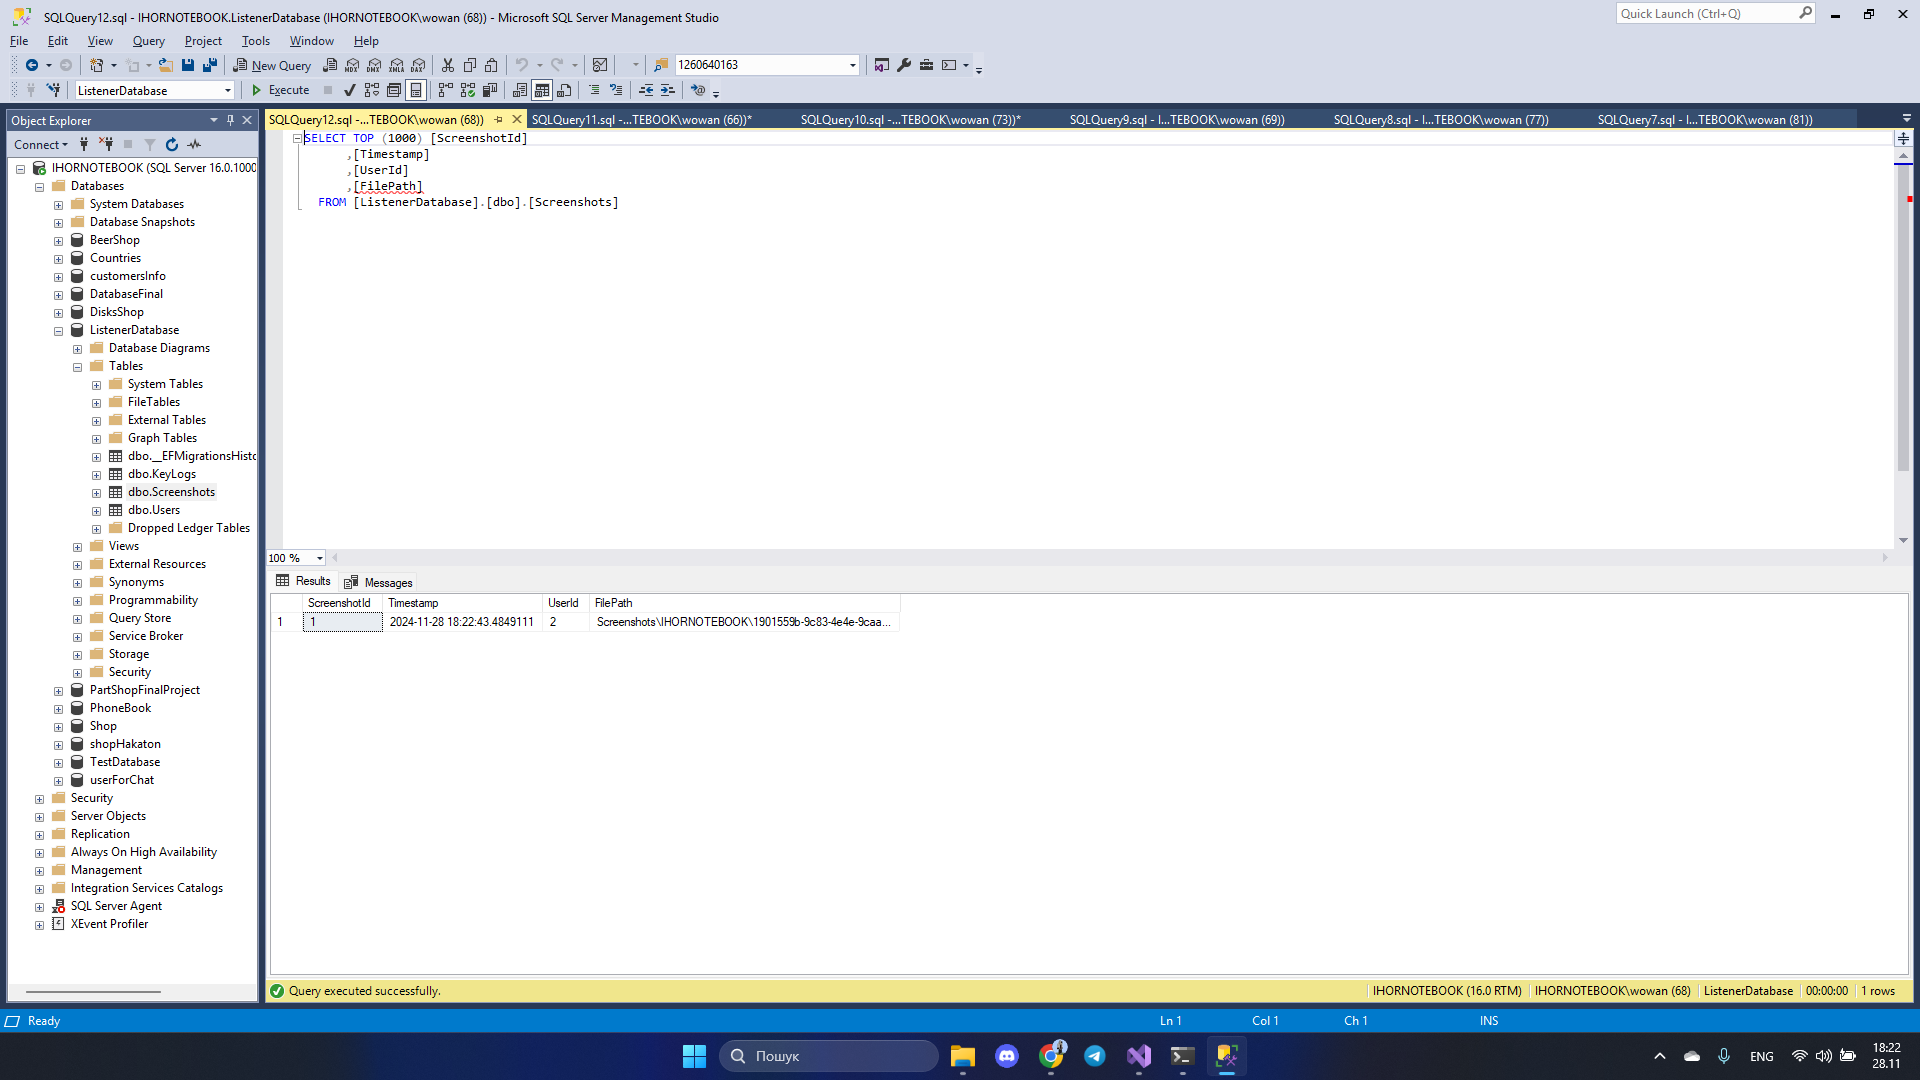 SQLQuery12.sql - IHORNOTEBOOK.ListenerDatabase (IHORNOTEBOOK\wowan (68)) - Microsoft SQL Server Management Studio
Quick Launch (Ctrl+Q)
File Edit View Query Project Tools Window Help
New Query MDX DMX XMLA DAX 1260640163
ListenerDatabase Execute
Object Explorer
SQLQuery12.sql -...TEBOOK\wowan (68)) SQLQuery11.sql -...TEBOOK\wowan (66))* SQLQuery10.sql -...TEBOOK\wowan (73))* SQLQuery9.sql - I...TEBOOK\wowan (69)) SQLQuery8.sql - I...TEBOOK\wowan (77)) SQLQuery7.sql - I...TEBOOK\wowan (81))
Connect
IHORNOTEBOOK (SQL Server 16.0.1000
Databases
System Databases
Database Snapshots
BeerShop
Countries
customersInfo
DatabaseFinal
DisksShop
ListenerDatabase
Database Diagrams
Tables
System Tables
FileTables
External Tables
Graph Tables
dbo.__EFMigrationsHisto
dbo.KeyLogs
dbo.Screenshots
dbo.Users
Dropped Ledger Tables
Views
External Resources
Synonyms
Programmability
Query Store
Service Broker
Storage
Security
PartShopFinalProject
PhoneBook
Shop
shopHakaton
TestDatabase
userForChat
Security
Server Objects
Replication
Always On High Availability
Management
Integration Services Catalogs
SQL Server Agent
XEvent Profiler
SELECT TOP (1000) [ScreenshotId]
,[Timestamp]
,[UserId]
,[FilePath]
FROM [ListenerDatabase].[dbo].[Screenshots]
100 %
Results Messages
ScreenshotId Timestamp UserId FilePath
1 1 2024-11-28 18:22:43.4849111 2 Screenshots\IHORNOTEBOOK\1901559b-9c83-4e4e-9caa...
Query executed successfully. IHORNOTEBOOK (16.0 RTM) IHORNOTEBOOK\wowan (68) ListenerDatabase 00:00:00 1 rows
Ready Ln 1 Col 1 Ch 1 INS
Пошук ENG 18:22
28.11